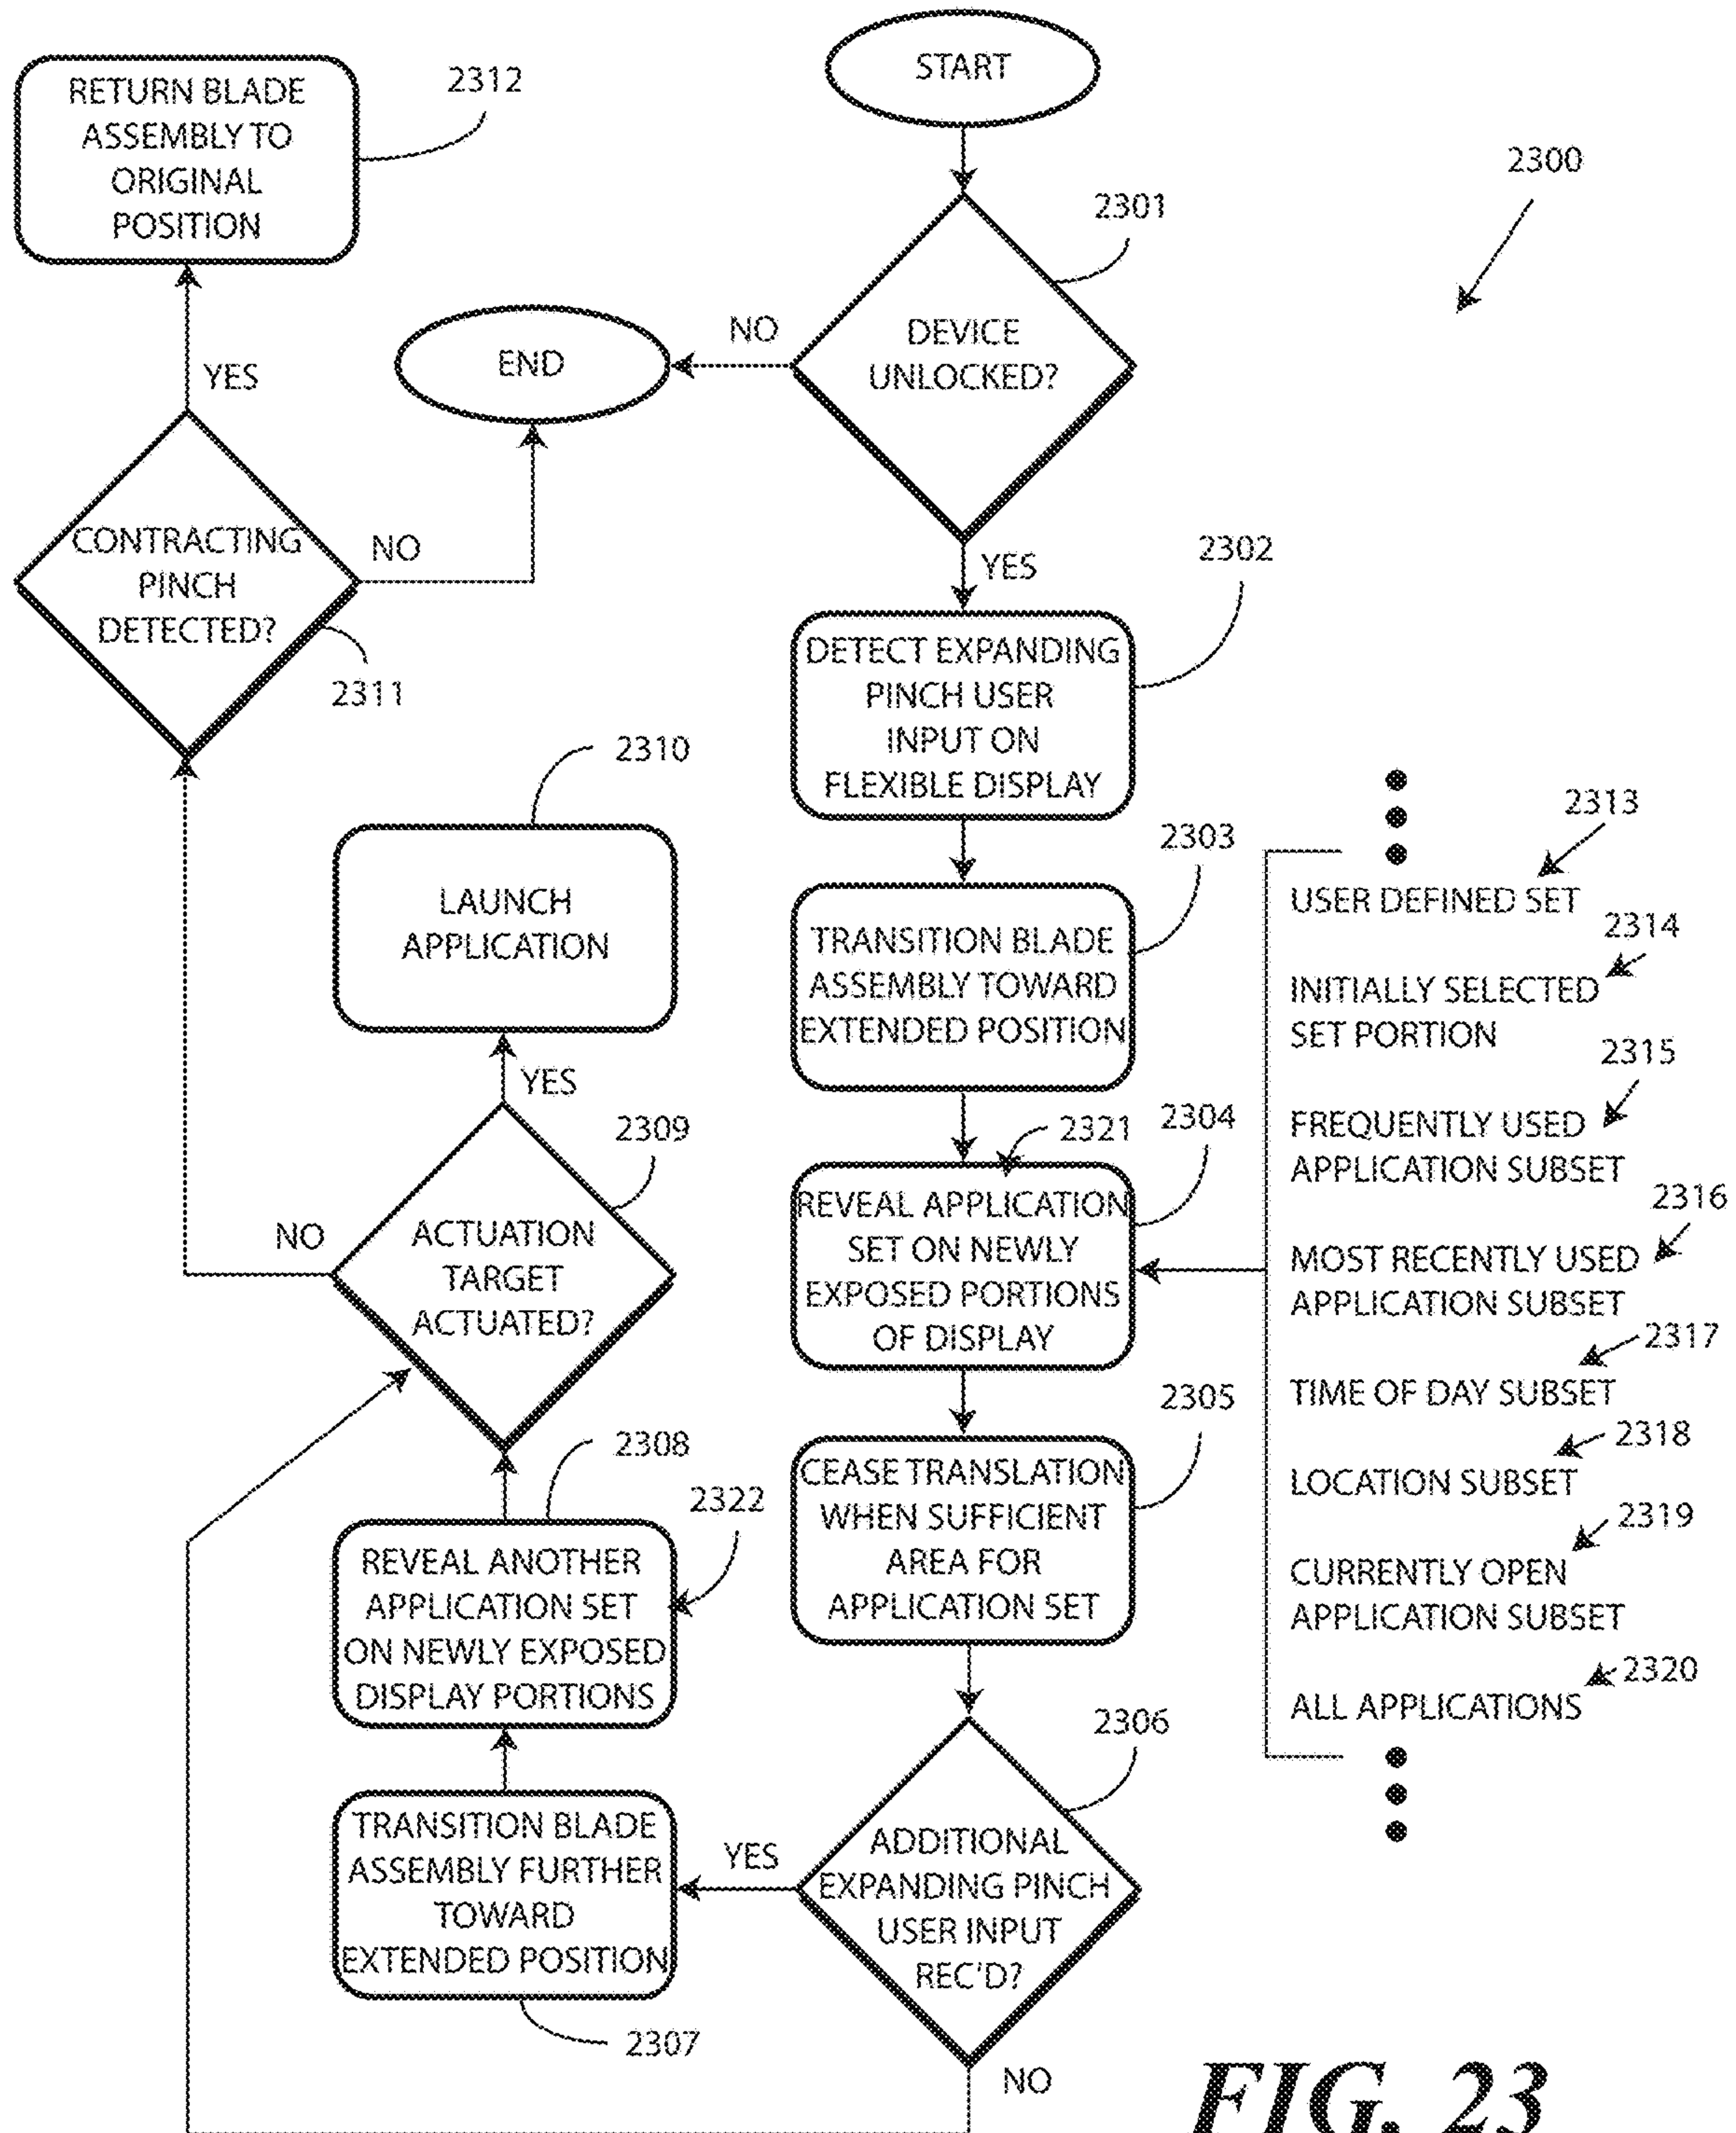 START
2300
2301
DEVICE
UNLOCKED?
NO
END
YES
2302
DETECT EXPANDING
PINCH USER
INPUT ON
FLEXIBLE DISPLAY
2303
TRANSITION BLADE
ASSEMBLY TOWARD
EXTENDED POSITION
2321
2304
REVEAL APPLICATION
SET ON NEWLY
EXPOSED PORTIONS
OF DISPLAY
2313
USER DEFINED SET
2314
INITIALLY SELECTED
SET PORTION
2315
FREQUENTLY USED
APPLICATION SUBSET
2316
MOST RECENTLY USED
APPLICATION SUBSET
2317
TIME OF DAY SUBSET
2318
LOCATION SUBSET
2319
CURRENTLY OPEN
APPLICATION SUBSET
2320
ALL APPLICATIONS
2305
CEASE TRANSLATION
WHEN SUFFICIENT
AREA FOR
APPLICATION SET
2306
ADDITIONAL
EXPANDING PINCH
USER INPUT
REC'D?
NO
YES
TRANSITION BLADE
ASSEMBLY FURTHER
TOWARD
EXTENDED POSITION
2307
2308
2322
REVEAL ANOTHER
APPLICATION SET
ON NEWLY EXPOSED
DISPLAY PORTIONS
2309
ACTUATION
TARGET
ACTUATED?
YES
NO
2310
LAUNCH
APPLICATION
CONTRACTING
PINCH
DETECTED?
2311
NO
YES
2312
RETURN BLADE
ASSEMBLY TO
ORIGINAL
POSITION
FIG. 23